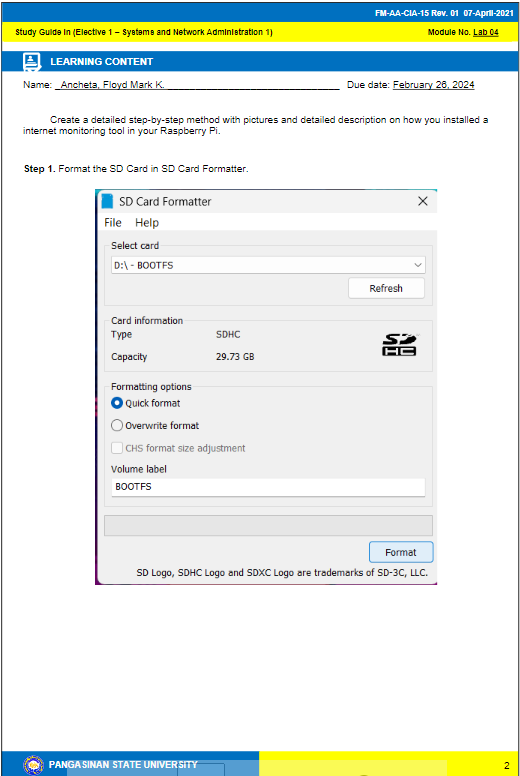 FM-AA-CIA-15 Rev. 01 07-April-2021
Study Guide in (Elective 1 – Systems and Network Administration 1) Module No. Lab 04
LEARNING CONTENT
Name: _Ancheta, Floyd Mark K.________________________________ Due date: February 26, 2024
Create a detailed step-by-step method with pictures and detailed description on how you installed a
internet monitoring tool in your Raspberry Pi.
Step 1. Format the SD Card in SD Card Formatter.
SD Card Formatter
File Help
Select card
D:\ - BOOTFS
Refresh
Card information
Type SDHC
Capacity 29.73 GB
SD HC
Formatting options
Quick format
Overwrite format
CHS format size adjustment
Volume label
BOOTFS
Format
SD Logo, SDHC Logo and SDXC Logo are trademarks of SD-3C, LLC.
PANGASINAN STATE UNIVERSITY 2